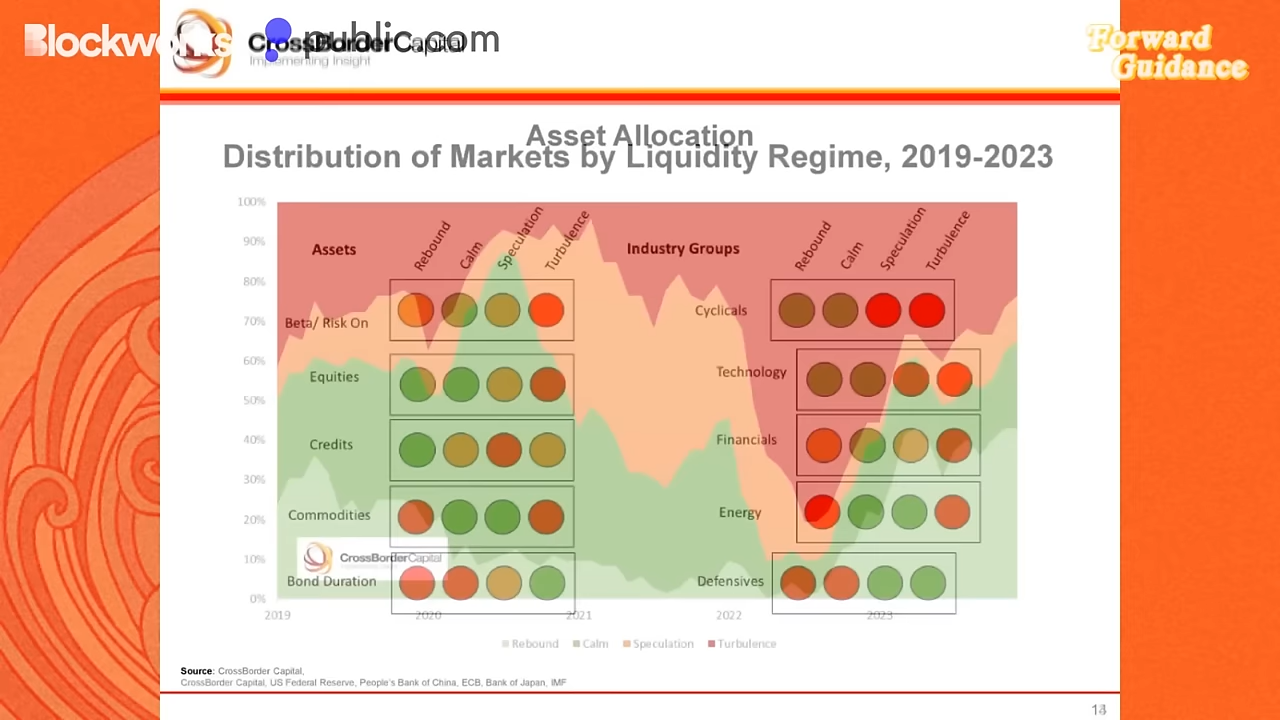 Blockworks
public.com
CrossBorder Capital
Implementing Insight
Forward
Guidance
Asset Allocation
Distribution of Markets by Liquidity Regime, 2019-2023
100%
90%
80%
70%
60%
50%
40%
30%
20%
10%
0%
Assets
Rebound
Calm
Speculation
Turbulence
Beta/ Risk On
Equities
Credits
Commodities
Bond Duration
Industry Groups
Rebound
Calm
Speculation
Turbulence
Cyclicals
Technology
Financials
Energy
Defensives
CrossBorderCapital
2019
2020
2021
2022
2023
Rebound
Calm
Speculation
Turbulence
Source: CrossBorder Capital,
CrossBorder Capital, US Federal Reserve, People's Bank of China, ECB, Bank of Japan, IMF